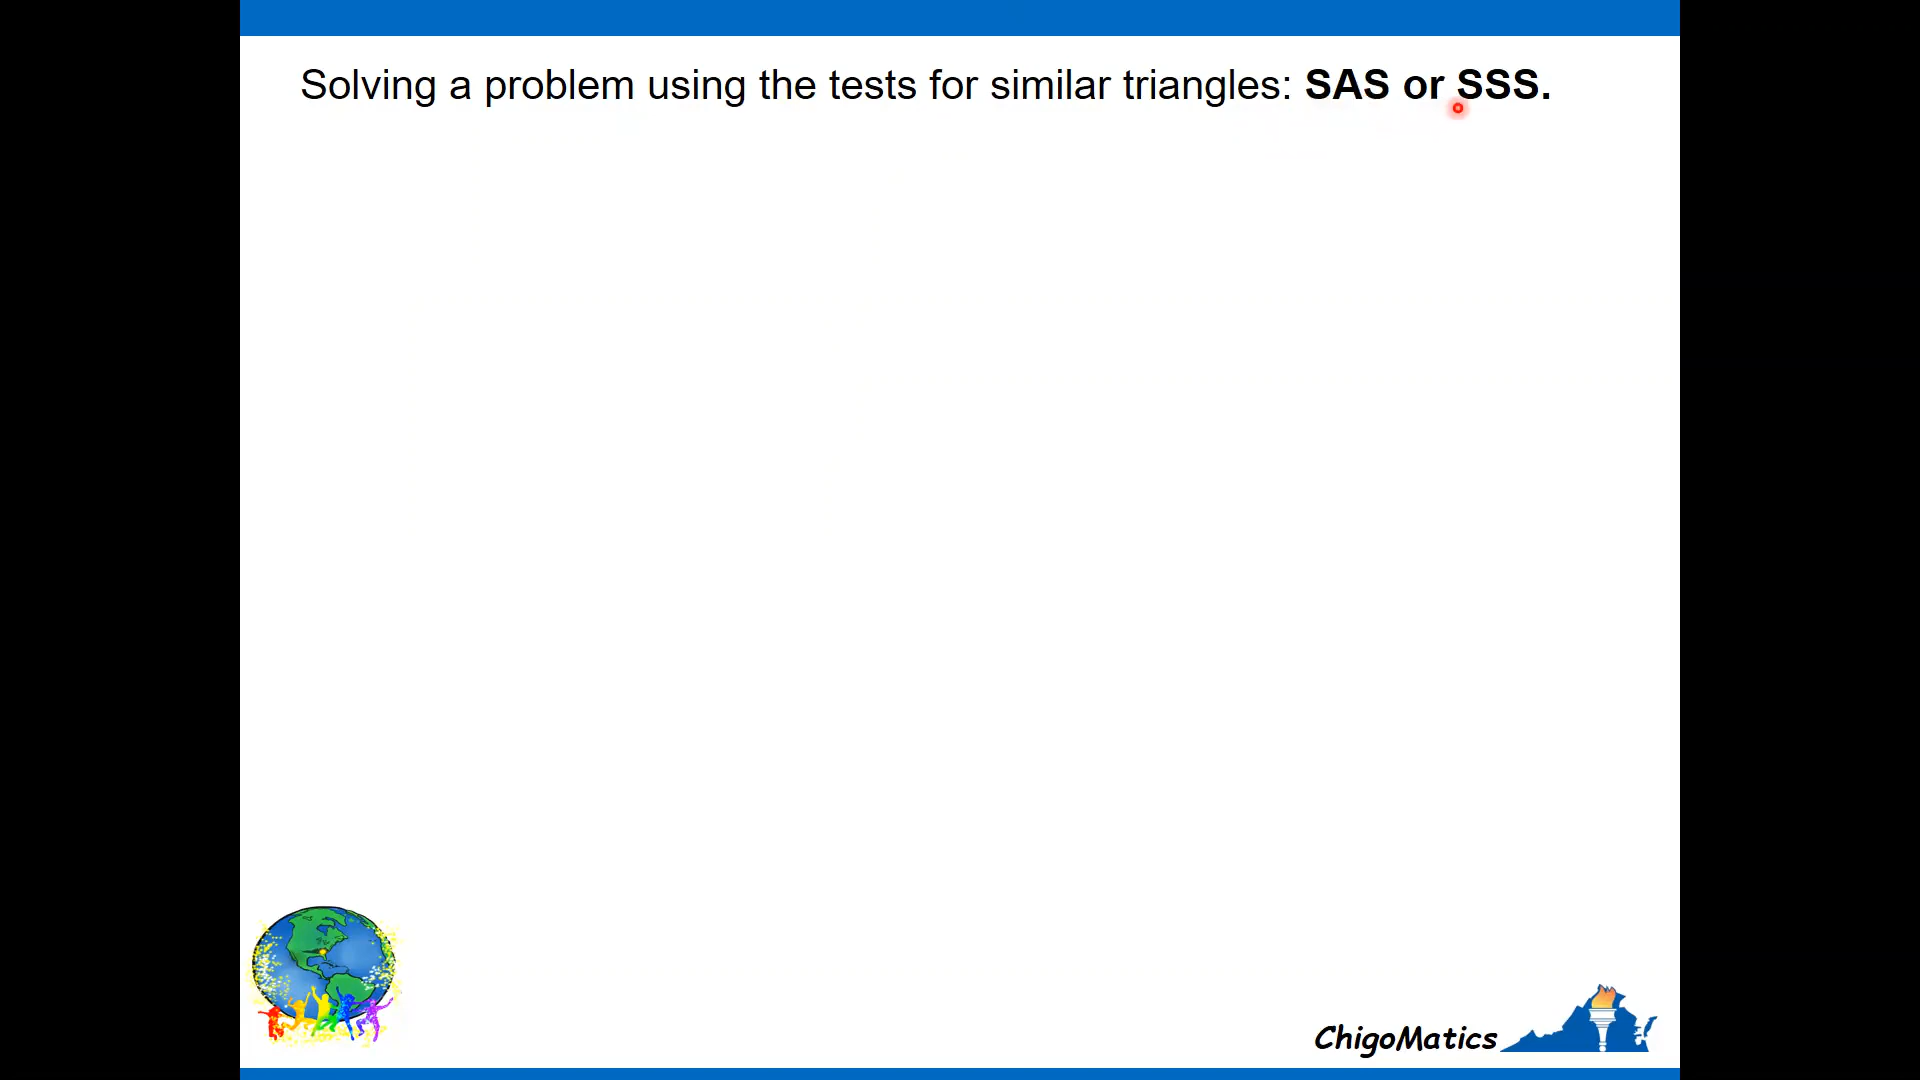 Solving a problem using the tests for similar triangles: SAS or SSS.
ChigoMatics